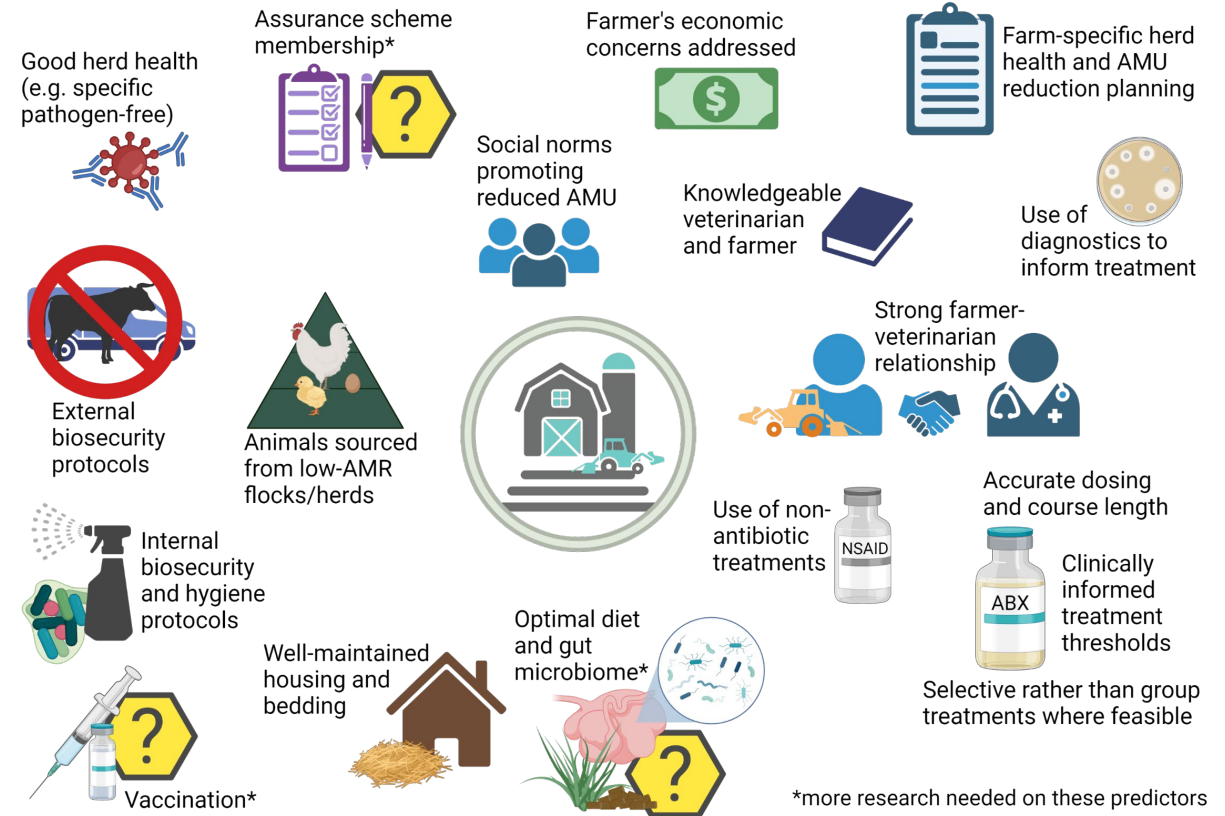 Good herd health
(e.g. specific
pathogen-free)
Assurance scheme
membership*
?
Farmer's economic
concerns addressed
$
Farm-specific herd
health and AMU
reduction planning
Social norms
promoting
reduced AMU
Knowledgeable
veterinarian
and farmer
Use of
diagnostics to
inform treatment
External
biosecurity
protocols
Animals sourced
from low-AMR
flocks/herds
Strong farmer-
veterinarian
relationship
Internal
biosecurity
and hygiene
protocols
Use of non-
antibiotic
treatments
NSAID
Accurate dosing
and course length
ABX
Clinically
informed
treatment
thresholds
Selective rather than group
treatments where feasible
Well-maintained
housing and
bedding
Optimal diet
and gut
microbiome*
?
?
Vaccination*
*more research needed on these predictors